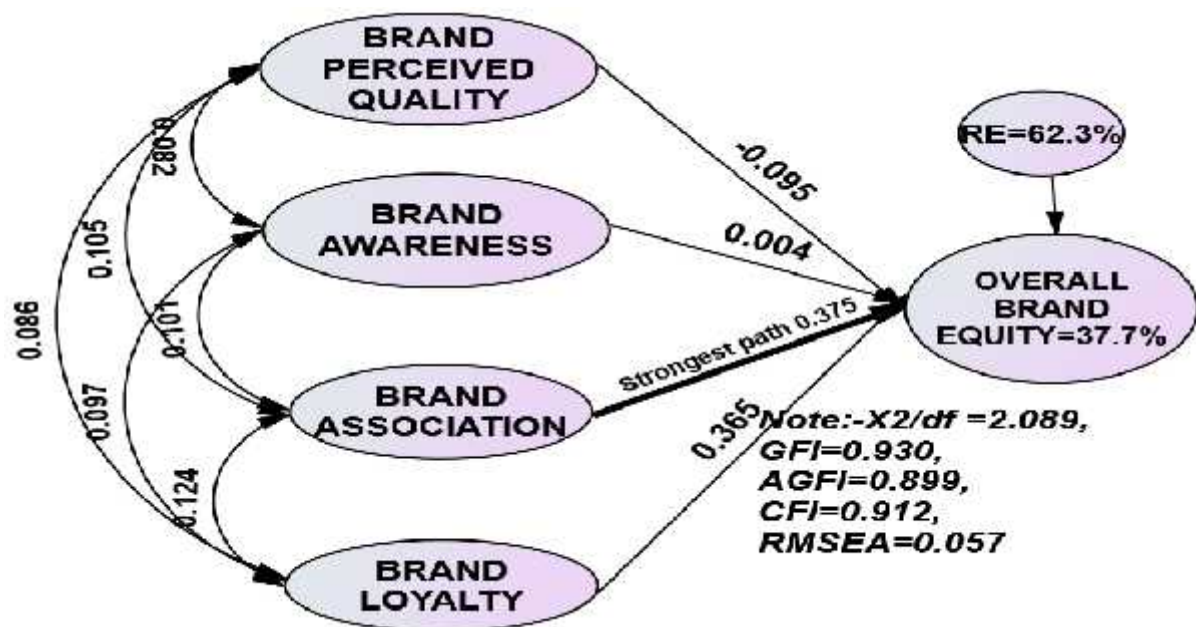 BRAND
PERCEIVED
QUALITY
-0.095
RE=62.3%
0.082
BRAND
AWARENESS
0.004
OVERALL
BRAND
EQUITY=37.7%
0.105
0.101
0.086
Strongest path 0.375
BRAND
ASSOCIATION
0.097
0.365
Note:-X2/df =2.089,
GFI=0.930,
AGFI=0.899,
CFI=0.912,
RMSEA=0.057
0.124
BRAND
LOYALTY